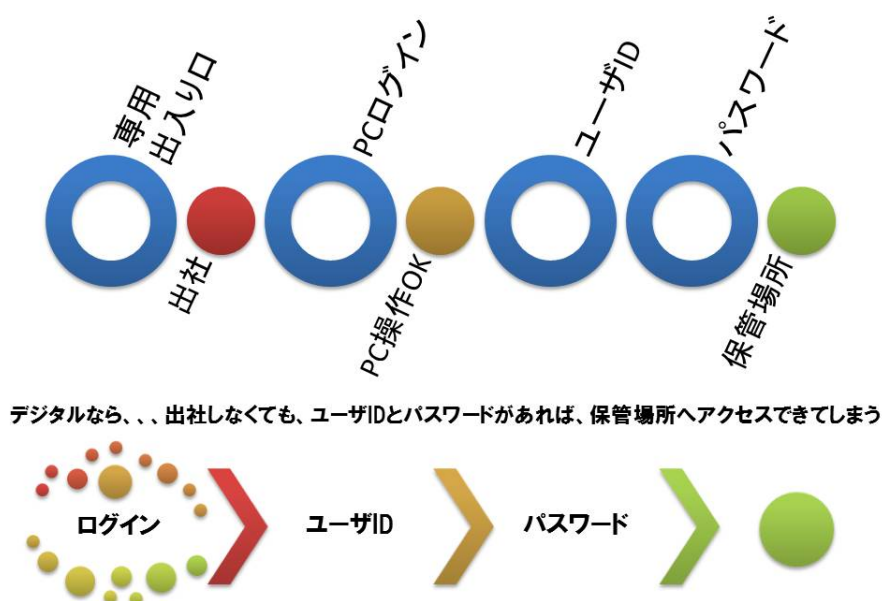 専用
出入り口
出社
PCログイン
PC操作OK
ユーザID
パスワード
保管場所
デジタルなら、、、出社しなくても、ユーザIDとパスワードがあれば、保管場所へアクセスできてしまう
ログイン
ユーザID
パスワード